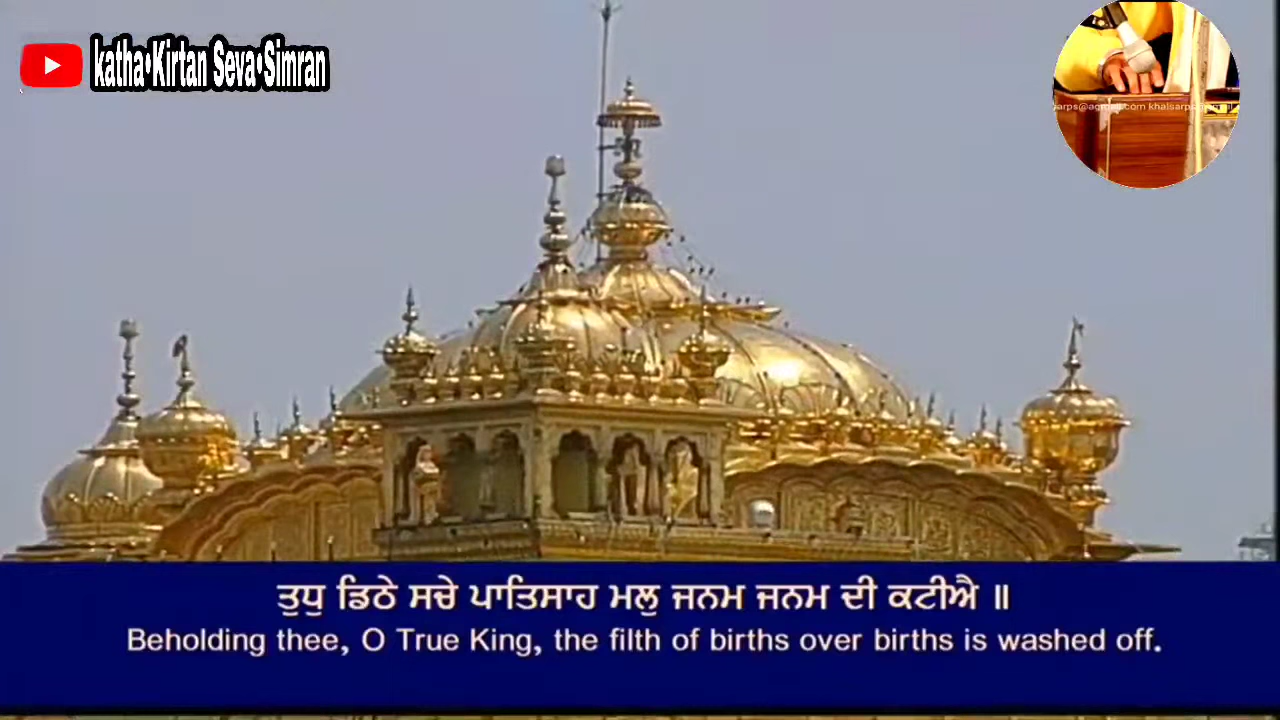 katha•Kirtan Seva•Simran
ਤੁਧੁ ਡਿਠੇ ਸਚੇ ਪਾਤਿਸਾਹ ਮਲੁ ਜਨਮ ਜਨਮ ਦੀ ਕਟੀਐ ॥
Beholding thee, O True King, the filth of births over births is washed off.